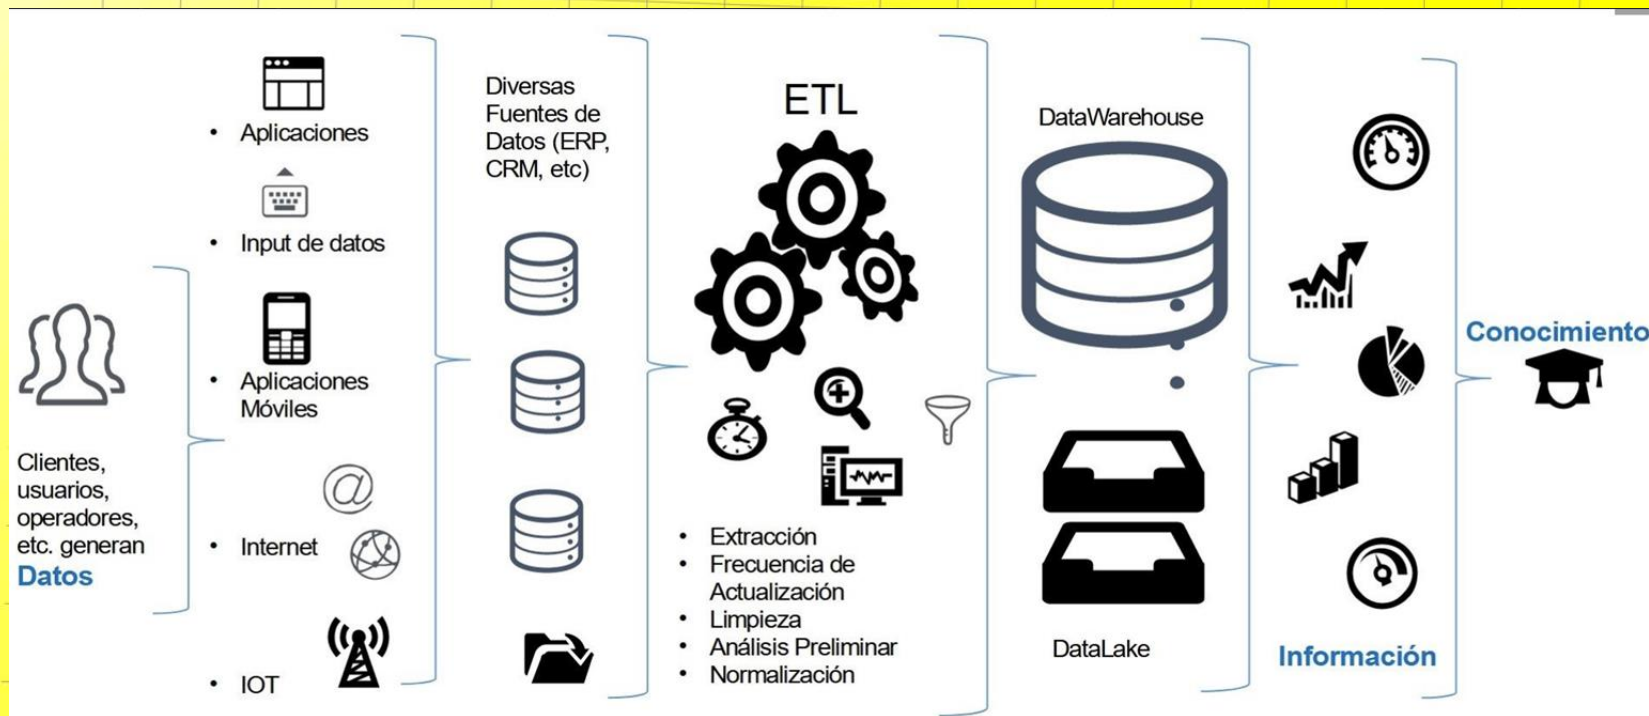 Clientes,
usuarios,
operadores,
etc. generan
Datos
• Aplicaciones
• Input de datos
• Aplicaciones
Móviles
@
• Internet
• IOT
Diversas
Fuentes de
Datos (ERP,
CRM, etc)
ETL
• Extracción
• Frecuencia de
Actualización
• Limpieza
• Análisis Preliminar
• Normalización
DataWarehouse
DataLake
Información
Conocimiento